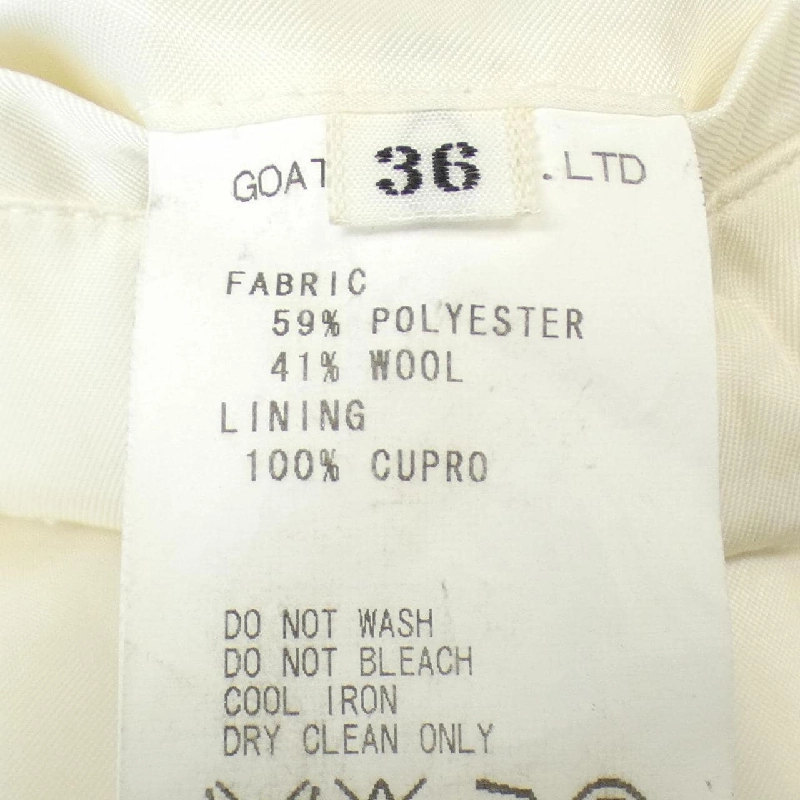 36
GOAT .LTD
FABRIC
59% POLYESTER
41% WOOL
LINING
100% CUPRO
DO NOT WASH
DO NOT BLEACH
COOL IRON
DRY CLEAN ONLY